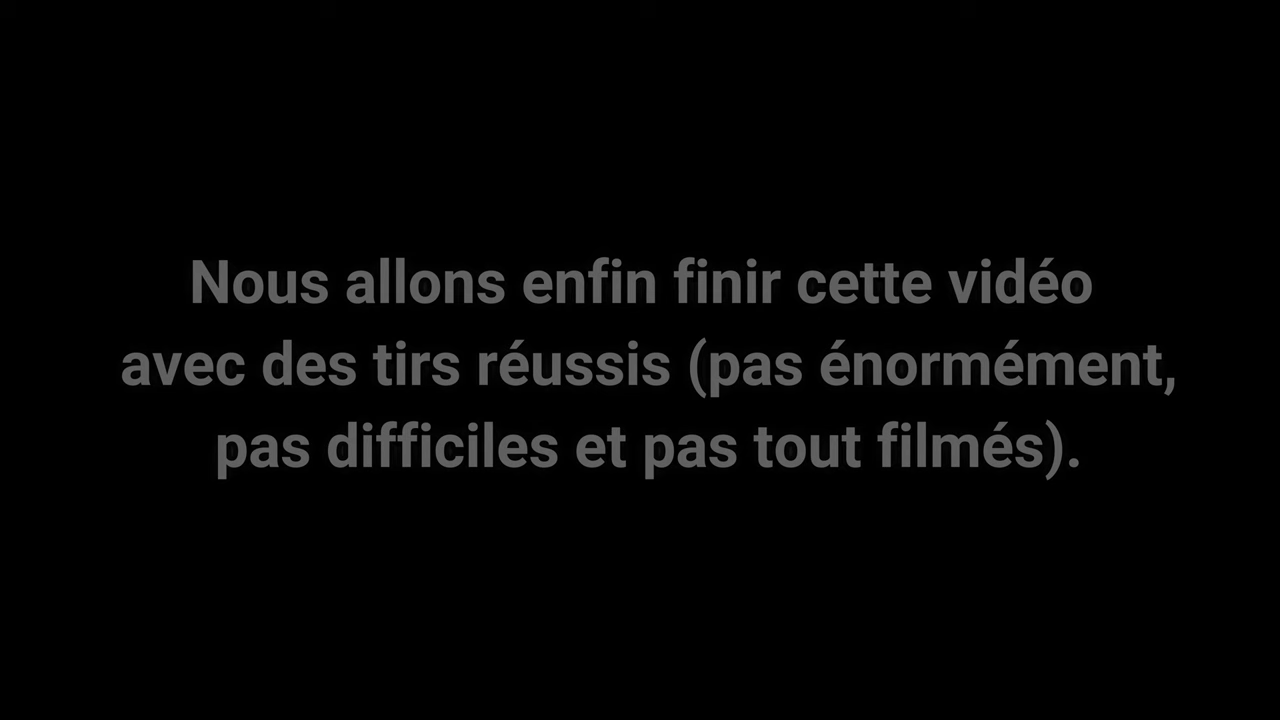 Nous allons enfin finir cette vidéo
avec des tirs réussis (pas énormément,
pas difficiles et pas tout filmés).